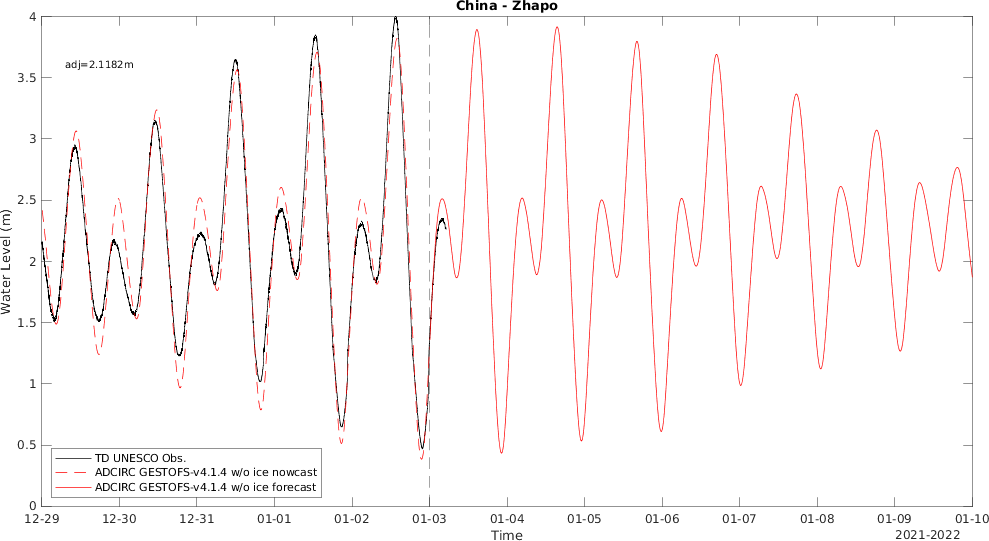 China - Zhapo
adj=2.1182m
4
3.5
3
2.5
2
1.5
1
0.5
0
Water Level (m)
TD UNESCO Obs.
ADCIRC GESTOFS-v4.1.4 w/o ice nowcast
ADCIRC GESTOFS-v4.1.4 w/o ice forecast
12-29 12-30 12-31 01-01 01-02 01-03 01-04 01-05 01-06 01-07 01-08 01-09 01-10
Time
2021-2022